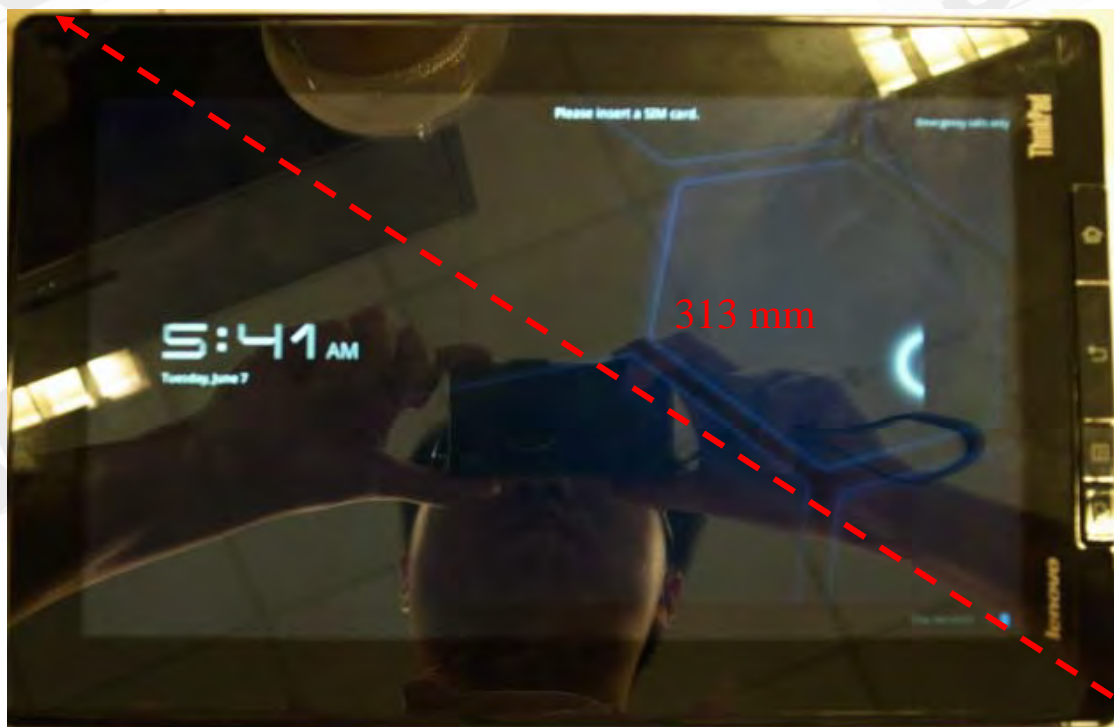 Please insert a SIM card.
Emergency calls only
ThinkPad
313 mm
5:41 AM
Tuesday, June 7
lenovo